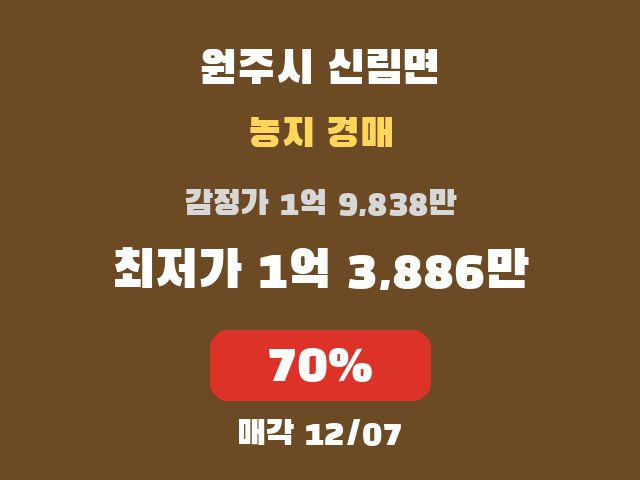 원주시 신림면
농지 경매
감정가 1억 9,838만
최저가 1억 3,886만
70%
매각 12/07